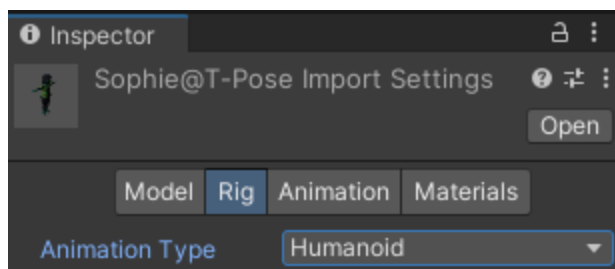 Inspector
Sophie@T-Pose Import Settings
Open
Model Rig Animation Materials
Animation Type Humanoid